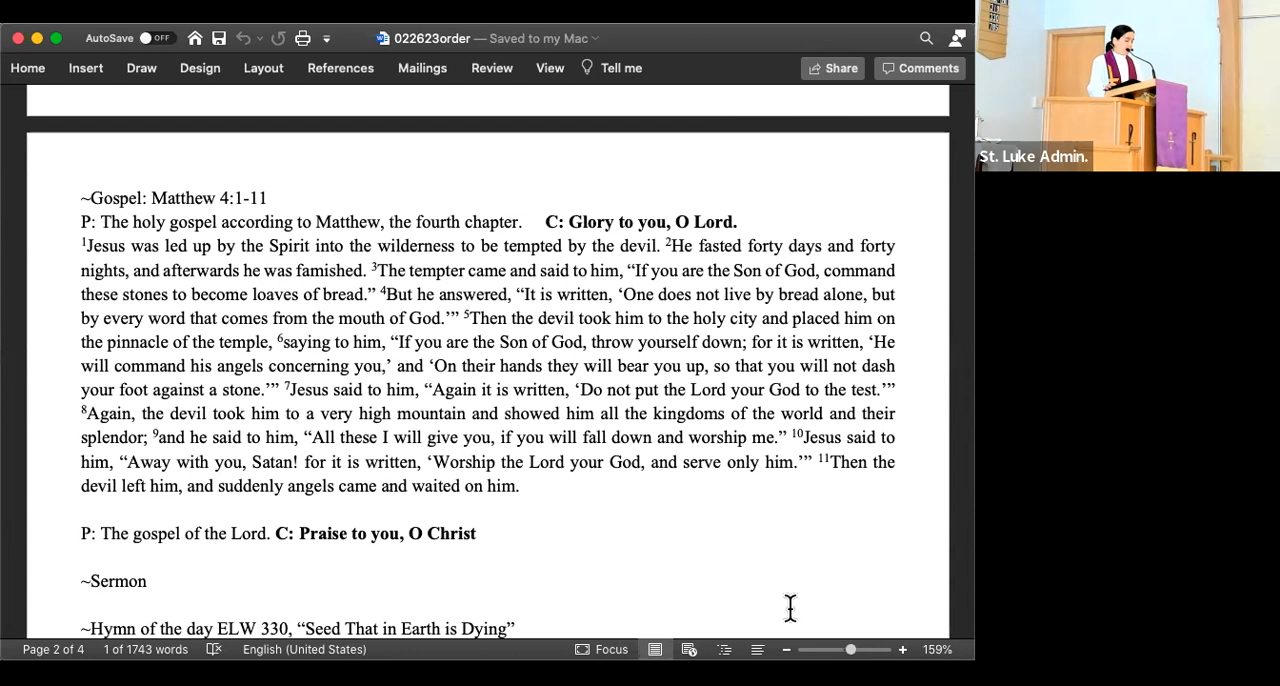 AutoSave OFF 022623order — Saved to my Mac
Home Insert Draw Design Layout References Mailings Review View Tell me Share Comments
~Gospel: Matthew 4:1-11
P: The holy gospel according to Matthew, the fourth chapter. C: Glory to you, O Lord.
¹Jesus was led up by the Spirit into the wilderness to be tempted by the devil. ²He fasted forty days and forty
nights, and afterwards he was famished. ³The tempter came and said to him, “If you are the Son of God, command
these stones to become loaves of bread.” ⁴But he answered, “It is written, ‘One does not live by bread alone, but
by every word that comes from the mouth of God.’” ⁵Then the devil took him to the holy city and placed him on
the pinnacle of the temple, ⁶saying to him, “If you are the Son of God, throw yourself down; for it is written, ‘He
will command his angels concerning you,’ and ‘On their hands they will bear you up, so that you will not dash
your foot against a stone.’” ⁷Jesus said to him, “Again it is written, ‘Do not put the Lord your God to the test.’”
⁸Again, the devil took him to a very high mountain and showed him all the kingdoms of the world and their
splendor; ⁹and he said to him, “All these I will give you, if you will fall down and worship me.” ¹⁰Jesus said to
him, “Away with you, Satan! for it is written, ‘Worship the Lord your God, and serve only him.’” ¹¹Then the
devil left him, and suddenly angels came and waited on him.
P: The gospel of the Lord. C: Praise to you, O Christ
~Sermon
~Hymn of the day ELW 330, “Seed That in Earth is Dying”
Page 2 of 4 1 of 1743 words English (United States) Focus 159%
St. Luke Admin.